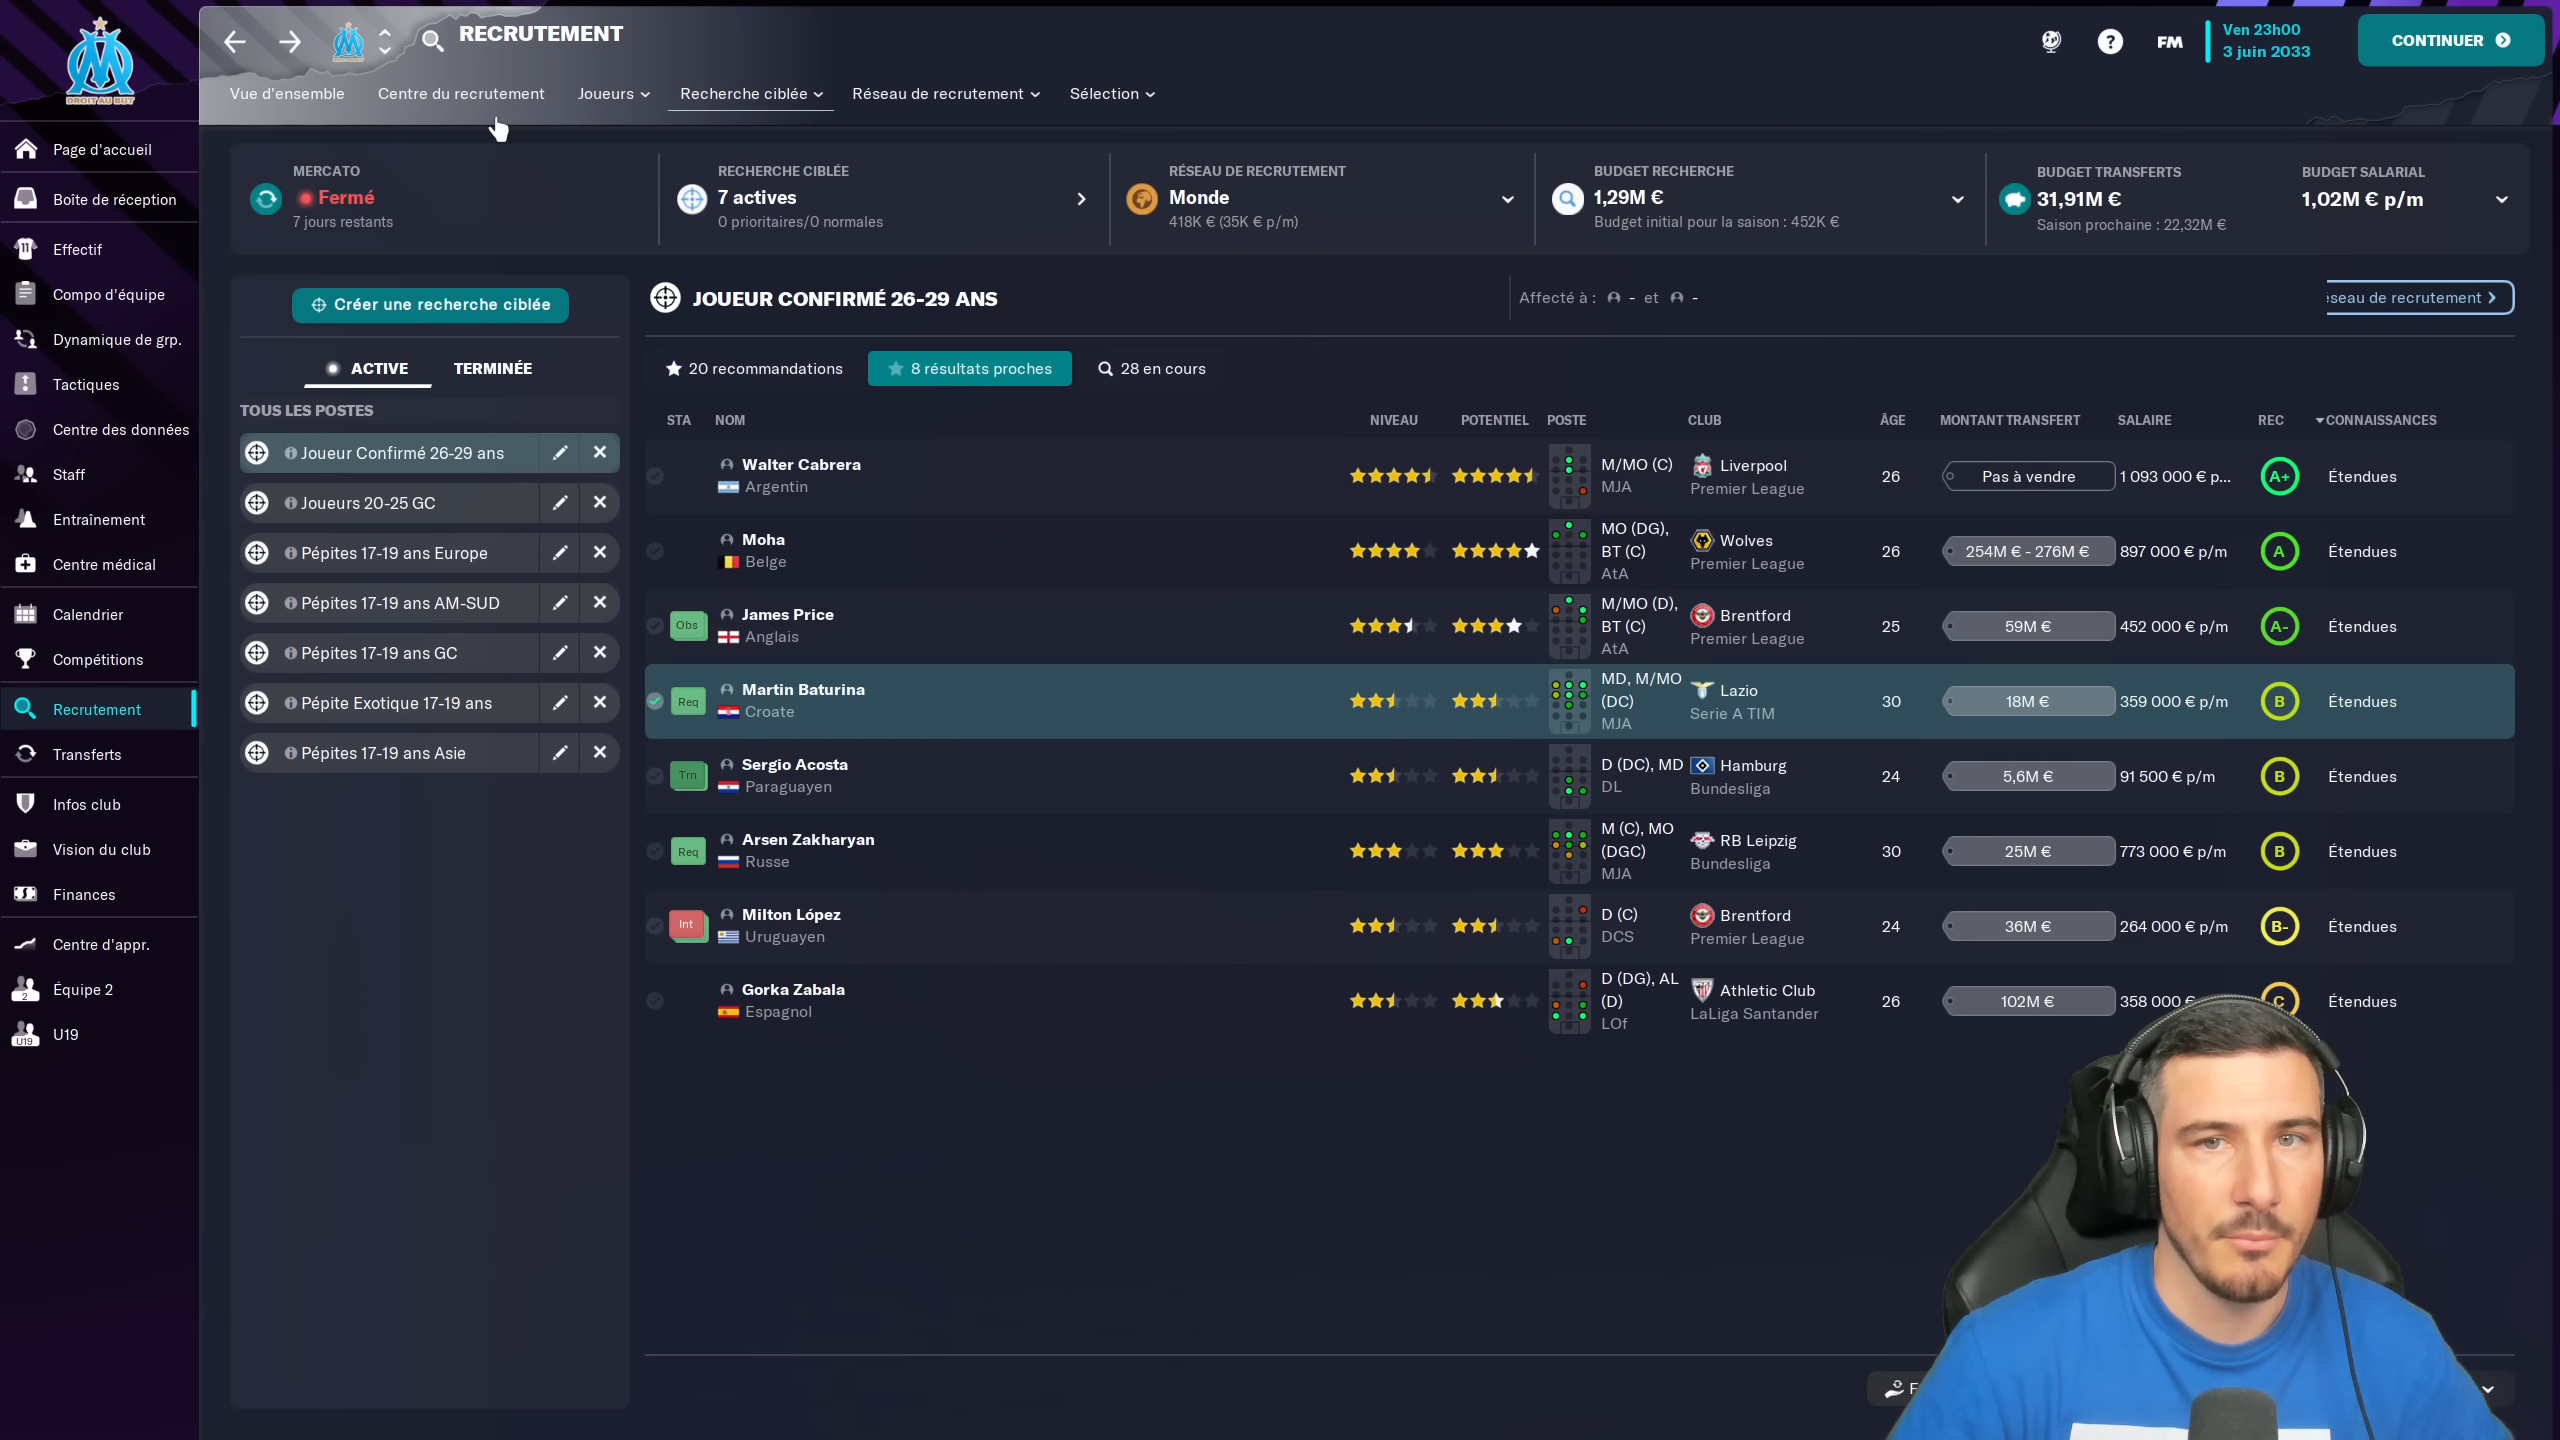 DROIT AU BUT
RECRUTEMENT
FM
Ven 23h00
3 juin 2033
CONTINUER
Vue d'ensemble
Centre du recrutement
Joueurs
Recherche ciblée
Réseau de recrutement
Sélection
Page d'accueil
Boîte de réception
Effectif
Compo d'équipe
Dynamique de grp.
Tactiques
Centre des données
Staff
Entraînement
Centre médical
Calendrier
Compétitions
Recrutement
Transferts
Infos club
Vision du club
Finances
Centre d'appr.
2 Équipe 2
U19 U19
MERCATO
Fermé
7 jours restants
RECHERCHE CIBLÉE
7 actives
0 prioritaires/0 normales
RÉSEAU DE RECRUTEMENT
Monde
418K € (35K € p/m)
BUDGET RECHERCHE
1,29M €
Budget initial pour la saison : 452K €
BUDGET TRANSFERTS
31,91M €
Saison prochaine : 22,32M €
BUDGET SALARIAL
1,02M € p/m
Créer une recherche ciblée
ACTIVE
TERMINÉE
TOUS LES POSTES
Joueur Confirmé 26-29 ans
Joueurs 20-25 GC
Pépites 17-19 ans Europe
Pépites 17-19 ans AM-SUD
Pépites 17-19 ans GC
Pépite Exotique 17-19 ans
Pépites 17-19 ans Asie
JOUEUR CONFIRMÉ 26-29 ANS
Affecté à : - et -
seau de recrutement
20 recommandations
8 résultats proches
28 en cours
STA NOM NIVEAU POTENTIEL POSTE CLUB ÂGE MONTANT TRANSFERT SALAIRE REC CONNAISSANCES
Walter Cabrera
Argentin
M/MO (C)
MJA
Liverpool
Premier League
26
Pas à vendre
1 093 000 € p...
A+
Étendues
Moha
Belge
MO (DG),
BT (C)
AtA
Wolves
Premier League
26
254M € - 276M €
897 000 € p/m
A
Étendues
Obs
James Price
Anglais
M/MO (D),
BT (C)
AtA
Brentford
Premier League
25
59M €
452 000 € p/m
A-
Étendues
Req
Martin Baturina
Croate
MD, M/MO
(DC)
MJA
Lazio
Serie A TIM
30
18M €
359 000 € p/m
B
Étendues
Trn
Sergio Acosta
Paraguayen
D (DC), MD
DL
Hamburg
Bundesliga
24
5,6M €
91 500 € p/m
B
Étendues
Req
Arsen Zakharyan
Russe
M (C), MO
(DGC)
MJA
RB Leipzig
Bundesliga
30
25M €
773 000 € p/m
B
Étendues
Int
Milton López
Uruguayen
D (C)
DCS
Brentford
Premier League
24
36M €
264 000 € p/m
B-
Étendues
Gorka Zabala
Espagnol
D (DG), AL
(D)
LOf
Athletic Club
LaLiga Santander
26
102M €
358 000 €
C
Étendues